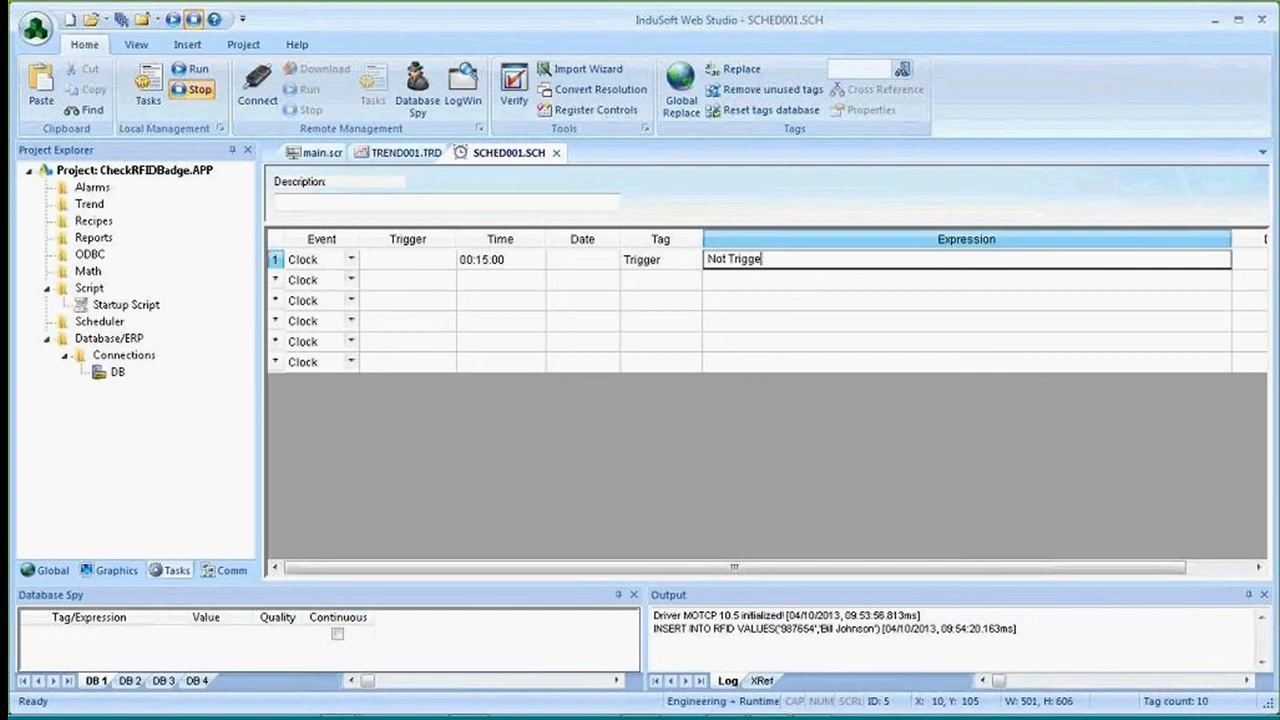 InduSoft Web Studio - SCHED001.SCH
Home View Insert Project Help
Paste Cut Copy Find Tasks Run Stop Connect Download Run Stop Tasks Database Spy LogWin Verify Import Wizard Convert Resolution Register Controls Global Replace Replace Remove unused tags Reset tags database Cross Reference Properties
Clipboard Local Management Remote Management Tools Tags
Project Explorer
main.scr TREND001.TRD SCHED001.SCH
Project: CheckRFIDBadge.APP
Alarms
Trend
Recipes
Reports
ODBC
Math
Script
Startup Script
Scheduler
Database/ERP
Connections
DB
Global Graphics Tasks Comm
Description:
Event Trigger Time Date Tag Expression
1 Clock 00:15:00 Trigger Not Trigge
* Clock
* Clock
* Clock
* Clock
* Clock
Database Spy
Tag/Expression Value Quality Continuous
DB 1 DB 2 DB 3 DB 4
Output
Driver MOTCP 10.5 initialized! [04/10/2013, 09:53:56.813ms]
INSERT INTO RFID VALUES('987654','Bill Johnson') [04/10/2013, 09:54:20.163ms]
Log XRef
Ready Engineering - Runtime CAP NUM SCRL ID: 5 X: 10, Y: 105 W: 501, H: 606 Tag count: 10